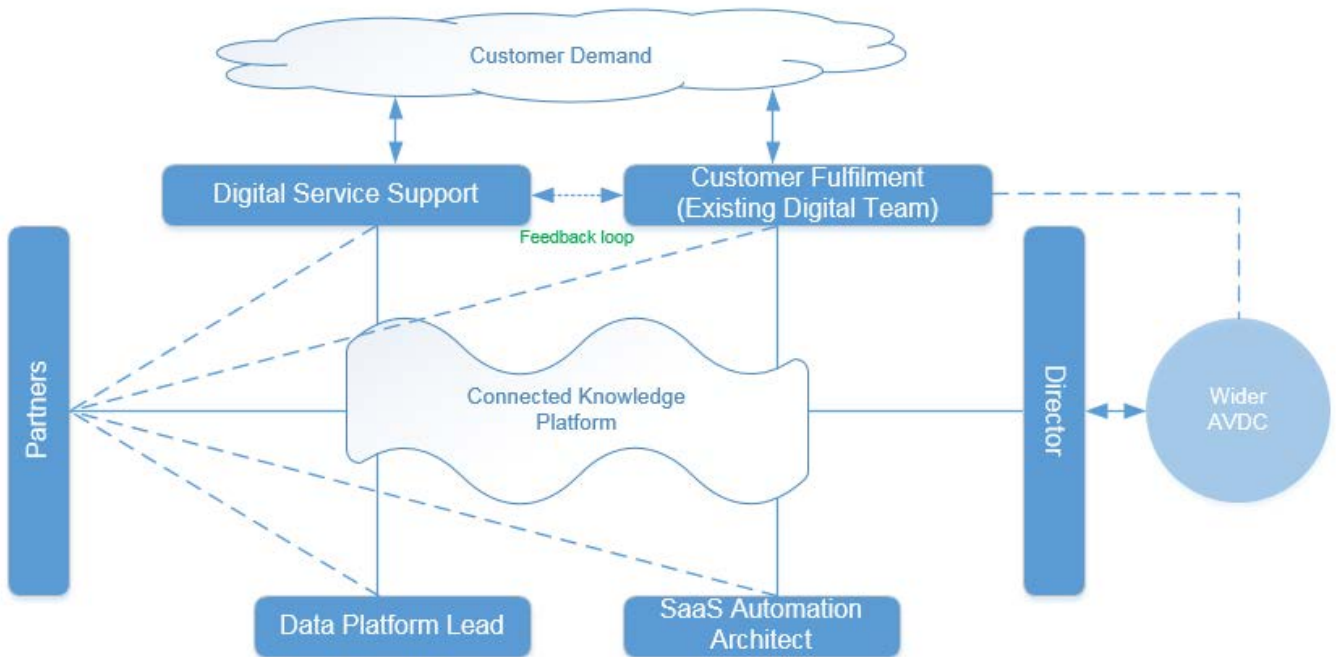 Customer Demand
Digital Service Support
Customer Fulfilment
(Existing Digital Team)
Feedback loop
Partners
Connected Knowledge
Platform
Director
Wider
AVDC
Data Platform Lead
SaaS Automation
Architect